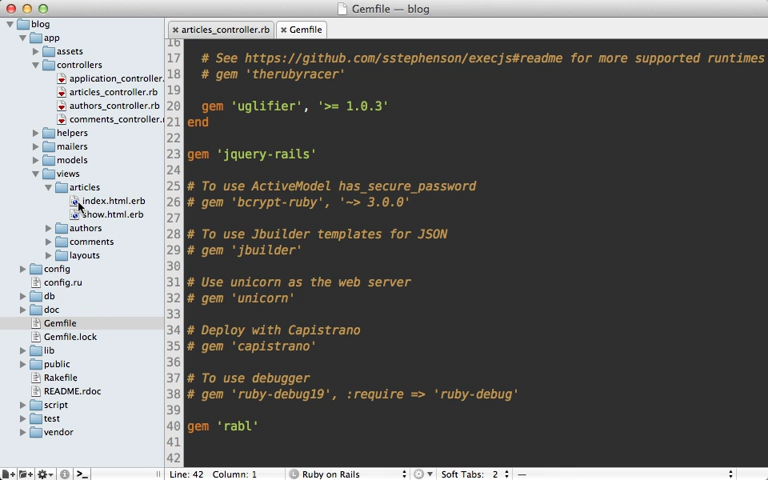 Gemfile — blog
blog
app
assets
controllers
application_controller.
articles_controller.rb
authors_controller.rb
comments_controller.r
helpers
mailers
models
views
articles
index.html.erb
show.html.erb
authors
comments
layouts
config
config.ru
db
doc
Gemfile
Gemfile.lock
lib
public
Rakefile
README.rdoc
script
test
vendor
articles_controller.rb
Gemfile
16
17 # See https://github.com/sstephenson/execjs#readme for more supported runtimes
18 # gem 'therubyracer'
19
20 gem 'uglifier', '>= 1.0.3'
21 end
22
23 gem 'jquery-rails'
24
25 # To use ActiveModel has_secure_password
26 # gem 'bcrypt-ruby', '~> 3.0.0'
27
28 # To use Jbuilder templates for JSON
29 # gem 'jbuilder'
30
31 # Use unicorn as the web server
32 # gem 'unicorn'
33
34 # Deploy with Capistrano
35 # gem 'capistrano'
36
37 # To use debugger
38 # gem 'ruby-debug19', :require => 'ruby-debug'
39
40 gem 'rabl'
41
42
Line: 42 Column: 1 Ruby on Rails Soft Tabs: 2 —